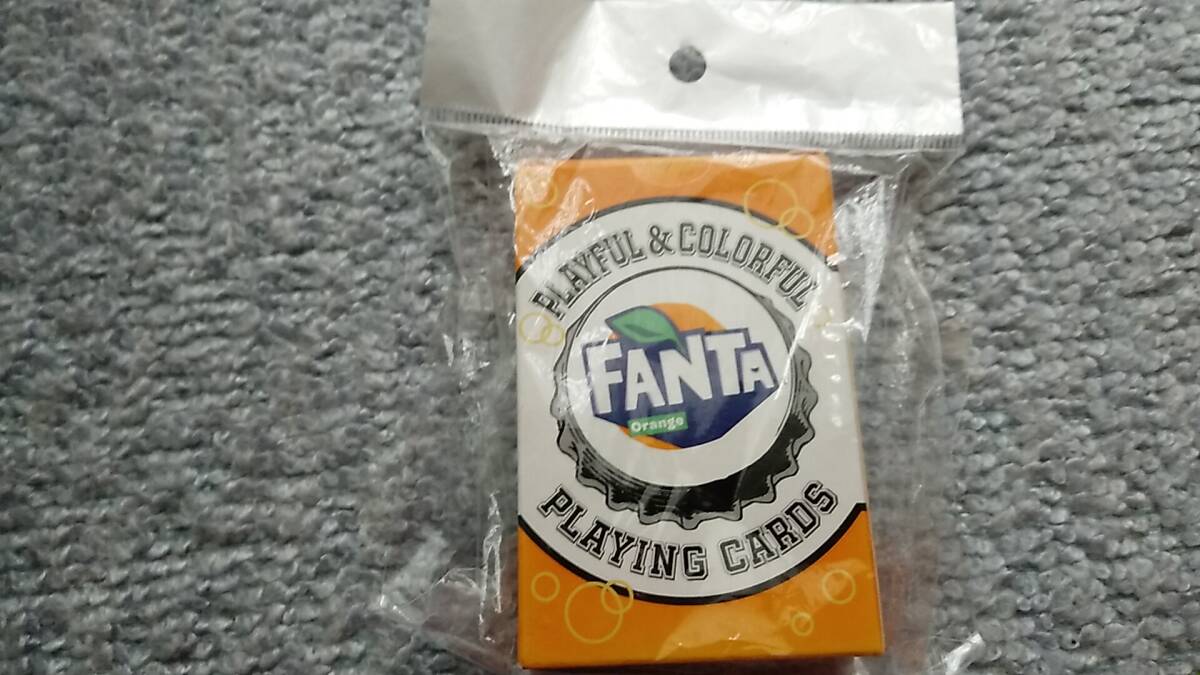 PLAYFUL & COLORFUL
FANTA
Orange
PLAYING CARDS